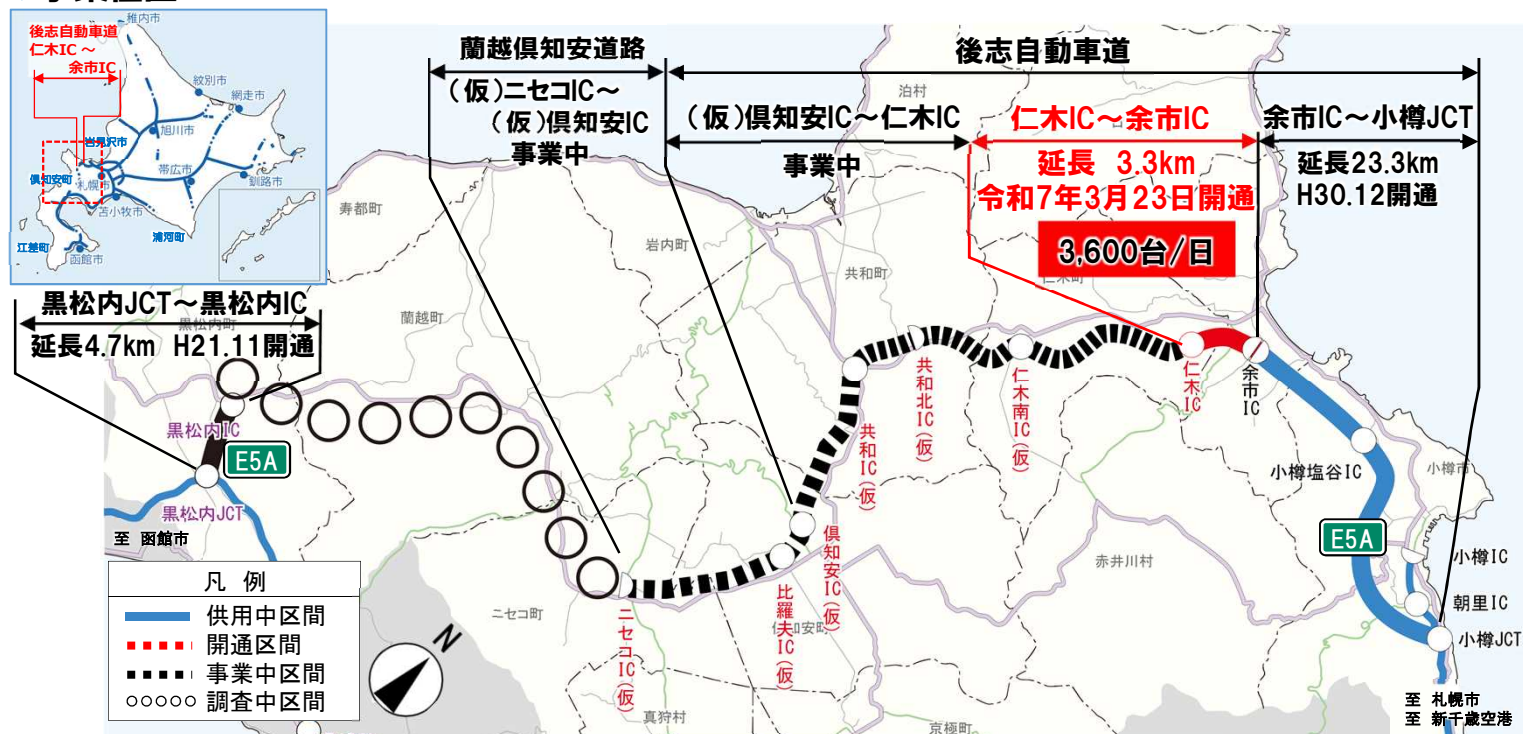 稚内市
後志自動車道
仁木IC ～
余市IC
紋別市
網走市
旭川市
岩見沢市
帯広市
釧路市
倶知安町
札幌市
苫小牧市
浦河町
江差町
函館市
蘭越倶知安道路
(仮)ニセコIC～
(仮)倶知安IC
事業中
後志自動車道
(仮)倶知安IC～仁木IC
事業中
仁木IC～余市IC
延長 3.3km
令和7年3月23日開通
3,600台/日
余市IC～小樽JCT
延長23.3km
H30.12開通
泊村
寿都町
岩内町
共和町
仁木町
黒松内JCT～黒松内IC
黒松内町
延長4.7km H21.11開通
蘭越町
黒松内IC
E5A
黒松内JCT
至 函館市
共和IC(仮)
共和北IC(仮)
仁木南IC(仮)
仁木IC
余市IC
小樽塩谷IC
小樽市
E5A
小樽IC
朝里IC
小樽JCT
赤井川村
倶知安IC(仮)
比羅夫IC(仮)
倶知安町
ニセコIC(仮)
ニセコ町
真狩村
京極町
N
凡 例
供用中区間
開通区間
事業中区間
調査中区間
至 札幌市
至 新千歳空港